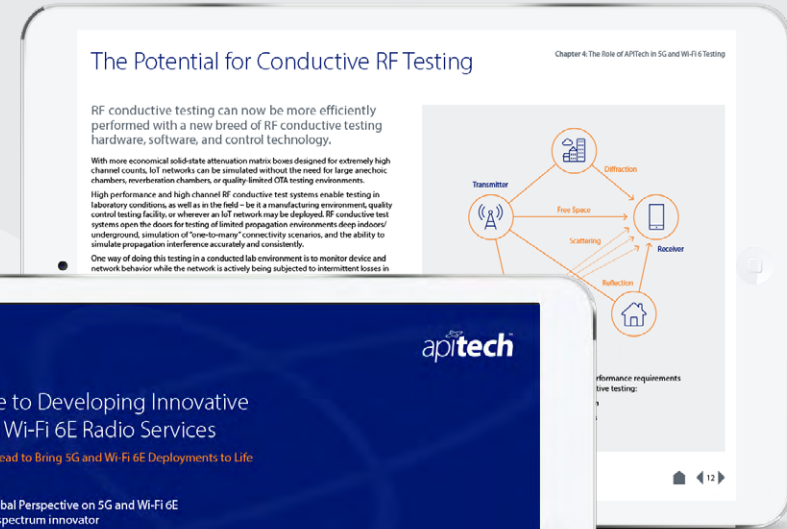 The Potential for Conductive RF Testing
Chapter 4: The Role of APITech in 5G and Wi-Fi 6 Testing
RF conductive testing can now be more efficiently
performed with a new breed of RF conductive testing
hardware, software, and control technology.
With more economical solid-state attenuation matrix boxes designed for extremely high
channel counts, IoT networks can be simulated without the need for large anechoic
chambers, reverberation chambers, or quality-limited OTA testing environments.
High performance and high channel RF conductive test systems enable testing in
laboratory conditions, as well as in the field – be it a manufacturing environment, quality
control testing facility, or wherever an IoT network may be deployed. RF conductive test
systems open the doors for testing of limited propagation environments deep indoors/
underground, simulation of "one-to-many" connectivity scenarios, and the ability to
simulate propagation interference accurately and consistently.
One way of doing this testing in a conducted lab environment is to monitor device and
network behavior while the network is actively being subjected to intermittent losses in
Diffraction
Transmitter
Free Space
Scattering
Receiver
Reflection
rformance requirements
tive testing:
12
apitech
e to Developing Innovative
Wi-Fi 6E Radio Services
ead to Bring 5G and Wi-Fi 6E Deployments to Life
bal Perspective on 5G and Wi-Fi 6E
spectrum innovator